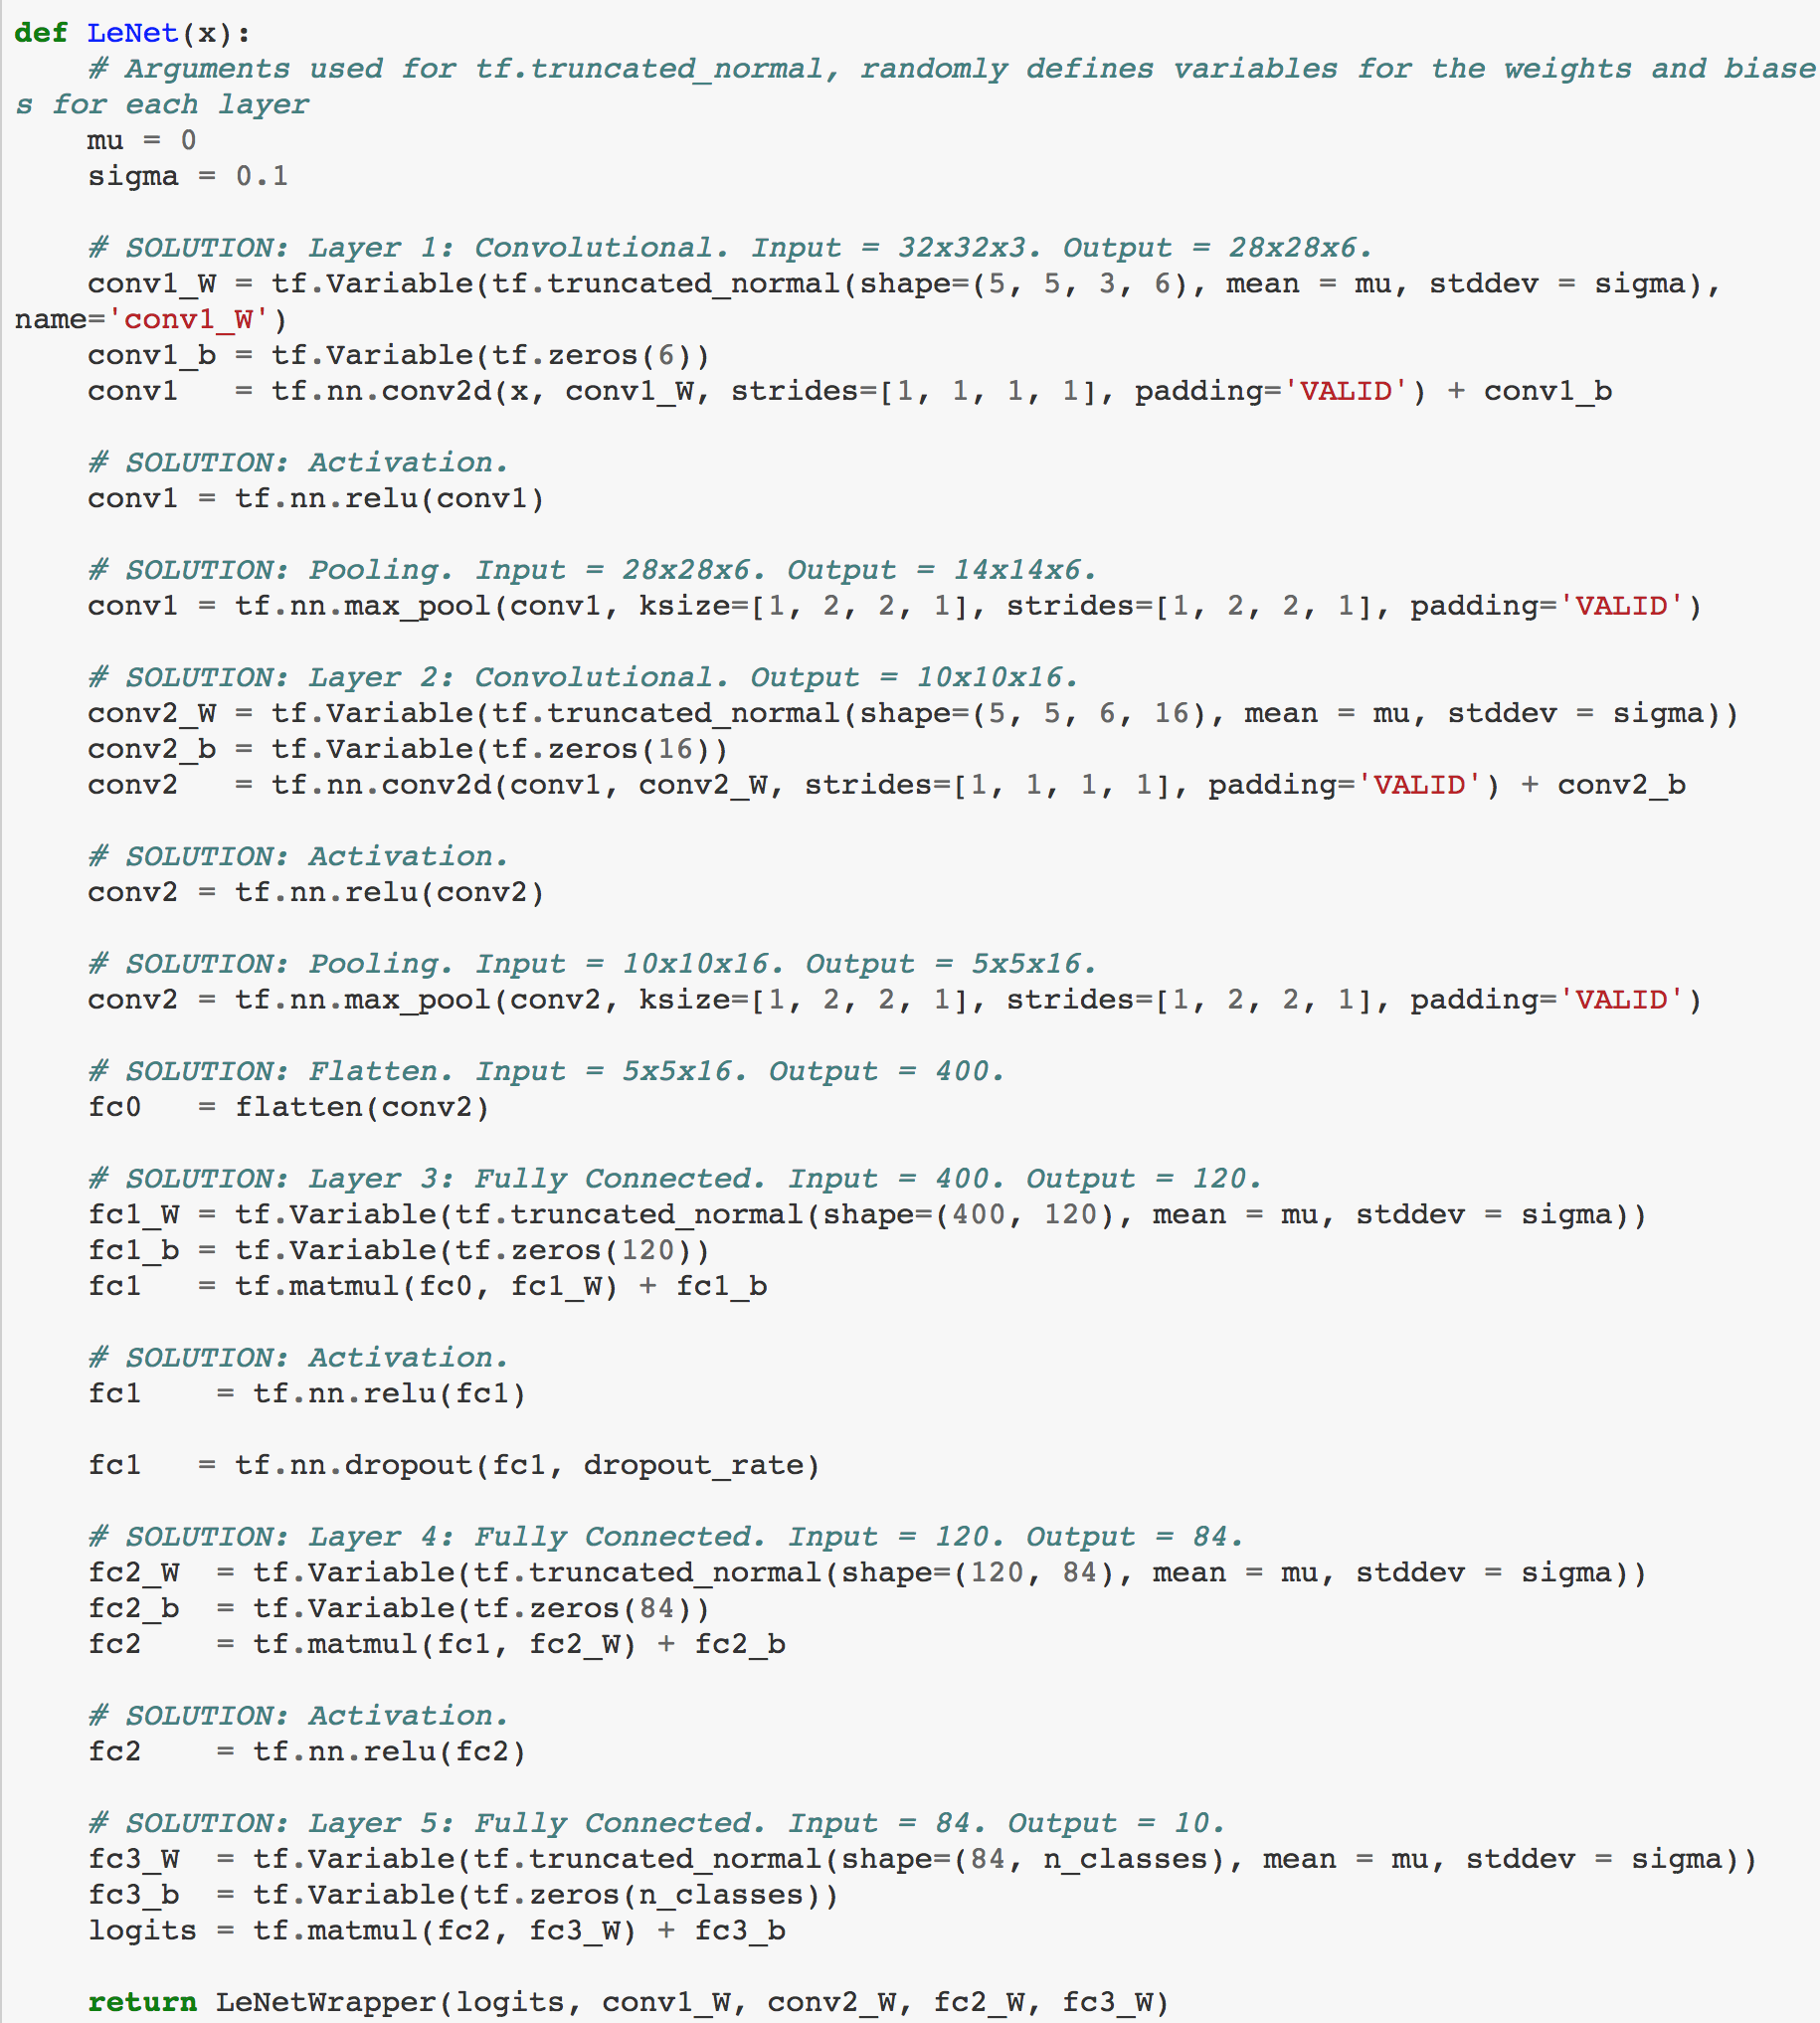 def LeNet(x):
    # Arguments used for tf.truncated_normal, randomly defines variables for the weights and biase
s for each layer
    mu = 0
    sigma = 0.1

    # SOLUTION: Layer 1: Convolutional. Input = 32x32x3. Output = 28x28x6.
    conv1_W = tf.Variable(tf.truncated_normal(shape=(5, 5, 3, 6), mean = mu, stddev = sigma),
name='conv1_W')
    conv1_b = tf.Variable(tf.zeros(6))
    conv1   = tf.nn.conv2d(x, conv1_W, strides=[1, 1, 1, 1], padding='VALID') + conv1_b

    # SOLUTION: Activation.
    conv1 = tf.nn.relu(conv1)

    # SOLUTION: Pooling. Input = 28x28x6. Output = 14x14x6.
    conv1 = tf.nn.max_pool(conv1, ksize=[1, 2, 2, 1], strides=[1, 2, 2, 1], padding='VALID')

    # SOLUTION: Layer 2: Convolutional. Output = 10x10x16.
    conv2_W = tf.Variable(tf.truncated_normal(shape=(5, 5, 6, 16), mean = mu, stddev = sigma))
    conv2_b = tf.Variable(tf.zeros(16))
    conv2   = tf.nn.conv2d(conv1, conv2_W, strides=[1, 1, 1, 1], padding='VALID') + conv2_b

    # SOLUTION: Activation.
    conv2 = tf.nn.relu(conv2)

    # SOLUTION: Pooling. Input = 10x10x16. Output = 5x5x16.
    conv2 = tf.nn.max_pool(conv2, ksize=[1, 2, 2, 1], strides=[1, 2, 2, 1], padding='VALID')

    # SOLUTION: Flatten. Input = 5x5x16. Output = 400.
    fc0   = flatten(conv2)

    # SOLUTION: Layer 3: Fully Connected. Input = 400. Output = 120.
    fc1_W = tf.Variable(tf.truncated_normal(shape=(400, 120), mean = mu, stddev = sigma))
    fc1_b = tf.Variable(tf.zeros(120))
    fc1   = tf.matmul(fc0, fc1_W) + fc1_b

    # SOLUTION: Activation.
    fc1    = tf.nn.relu(fc1)

    fc1   = tf.nn.dropout(fc1, dropout_rate)

    # SOLUTION: Layer 4: Fully Connected. Input = 120. Output = 84.
    fc2_W  = tf.Variable(tf.truncated_normal(shape=(120, 84), mean = mu, stddev = sigma))
    fc2_b  = tf.Variable(tf.zeros(84))
    fc2    = tf.matmul(fc1, fc2_W) + fc2_b

    # SOLUTION: Activation.
    fc2    = tf.nn.relu(fc2)

    # SOLUTION: Layer 5: Fully Connected. Input = 84. Output = 10.
    fc3_W  = tf.Variable(tf.truncated_normal(shape=(84, n_classes), mean = mu, stddev = sigma))
    fc3_b  = tf.Variable(tf.zeros(n_classes))
    logits = tf.matmul(fc2, fc3_W) + fc3_b

    return LeNetWrapper(logits, conv1_W, conv2_W, fc2_W, fc3_W)